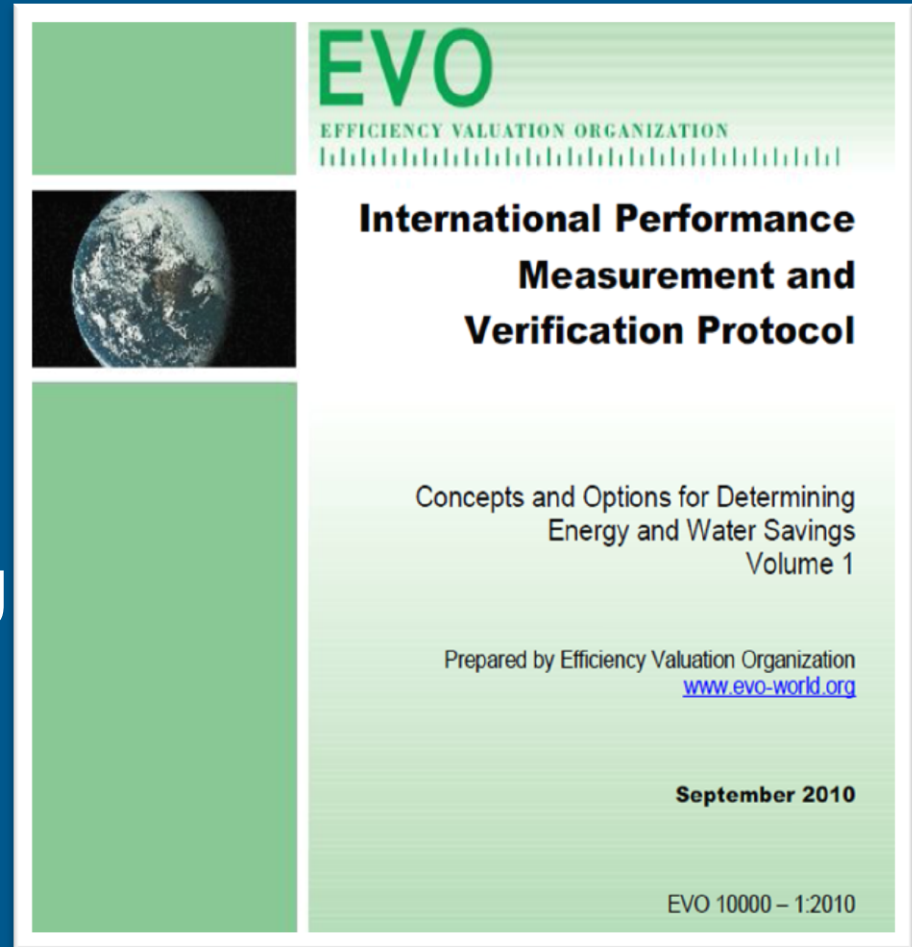 EVO
EFFICIENCY VALUATION ORGANIZATION
International Performance
Measurement and
Verification Protocol
Concepts and Options for Determining
Energy and Water Savings
Volume 1
Prepared by Efficiency Valuation Organization
www.evo-world.org
September 2010
EVO 10000 – 1:2010